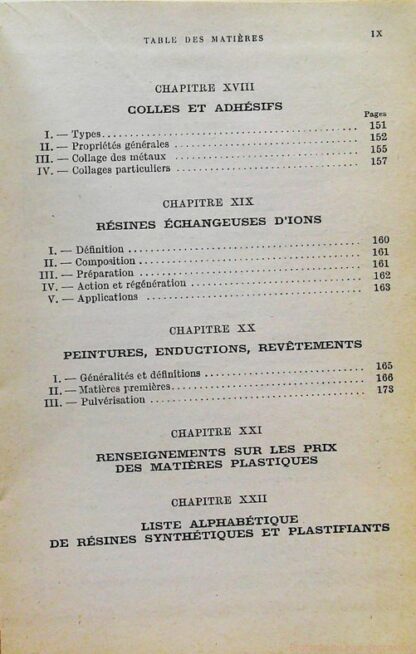 TABLE DES MATIÈRES IX
CHAPITRE XVIII
COLLES ET ADHÉSIFS
Pages
I. — Types 151
II. — Propriétés générales 152
III. — Collage des métaux 155
IV. — Collages particuliers 157
CHAPITRE XIX
RÉSINES ÉCHANGEUSES D'IONS
I. — Définition 160
II. — Composition 161
III. — Préparation 161
IV. — Action et régénération 162
V. — Applications 163
CHAPITRE XX
PEINTURES, ENDUCTIONS, REVÊTEMENTS
I. — Généralités et définitions 165
II. — Matières premières 166
III. — Pulvérisation 173
CHAPITRE XXI
RENSEIGNEMENTS SUR LES PRIX
DES MATIÈRES PLASTIQUES
CHAPITRE XXII
LISTE ALPHABÉTIQUE
DE RÉSINES SYNTHÉTIQUES ET PLASTIFIANTS